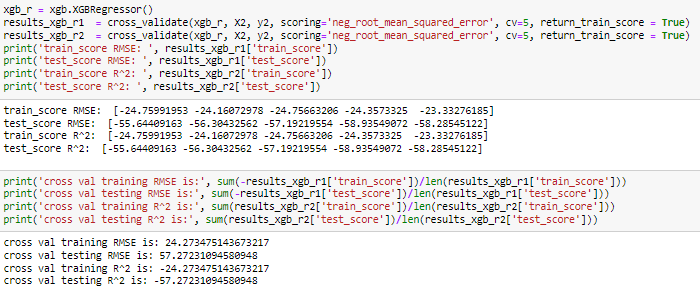 xgb_r = xgb.XGBRegressor()
results_xgb_r1  = cross_validate(xgb_r, X2, y2, scoring='neg_root_mean_squared_error', cv=5, return_train_score = True)
results_xgb_r2  = cross_validate(xgb_r, X2, y2, scoring='neg_root_mean_squared_error', cv=5, return_train_score = True)
print('train_score RMSE: ', results_xgb_r1['train_score'])
print('test_score RMSE: ', results_xgb_r1['test_score'])
print('train_score R^2: ', results_xgb_r2['train_score'])
print('test_score R^2: ', results_xgb_r2['test_score'])
train_score RMSE:  [-24.75991953 -24.16072978 -24.75663206 -24.3573325  -23.33276185]
test_score RMSE:  [-55.64409163 -56.30432562 -57.19219554 -58.93549072 -58.28545122]
train_score R^2:  [-24.75991953 -24.16072978 -24.75663206 -24.3573325  -23.33276185]
test_score R^2:  [-55.64409163 -56.30432562 -57.19219554 -58.93549072 -58.28545122]
print('cross val training RMSE is:', sum(-results_xgb_r1['train_score'])/len(results_xgb_r1['train_score']))
print('cross val testing RMSE is:', sum(-results_xgb_r1['test_score'])/len(results_xgb_r1['test_score']))
print('cross val training R^2 is:', sum(results_xgb_r2['train_score'])/len(results_xgb_r2['train_score']))
print('cross val testing R^2 is:', sum(results_xgb_r2['test_score'])/len(results_xgb_r2['test_score']))
cross val training RMSE is: 24.273475143673217
cross val testing RMSE is: 57.27231094580948
cross val training R^2 is: -24.273475143673217
cross val testing R^2 is: -57.27231094580948